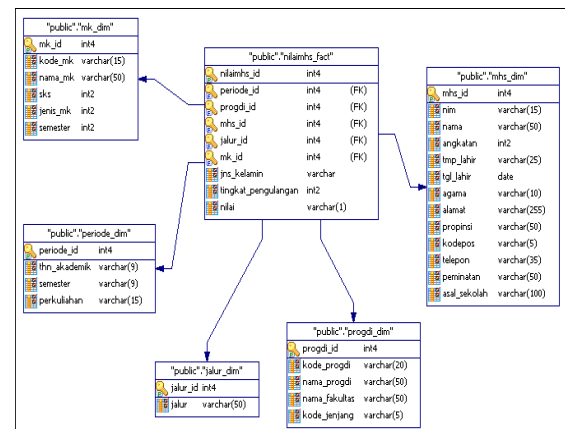 "public"."mk_dim"
mk_id int4
kode_mk varchar(15)
nama_mk varchar(50)
sks int2
jenis_mk int2
semester int2
"public"."nilaimhs_fact"
nilaimhs_id int4
periode_id int4 (FK)
progdi_id int4 (FK)
mhs_id int4 (FK)
jalur_id int4 (FK)
mk_id int4 (FK)
jns_kelamin varchar
tingkat_pengulangan int2
nilai varchar(1)
"public"."mhs_dim"
mhs_id int4
nim varchar(15)
nama varchar(50)
angkatan int2
tmp_lahir varchar(25)
tgl_lahir date
agama varchar(10)
alamat varchar(255)
propinsi varchar(50)
kodepos varchar(5)
telepon varchar(35)
peminatan varchar(50)
asal_sekolah varchar(100)
"public"."periode_dim"
periode_id int4
thn_akademik varchar(9)
semester varchar(9)
perkuliahan varchar(15)
"public"."jalur_dim"
jalur_id int4
jalur varchar(50)
"public"."progdi_dim"
progdi_id int4
kode_progdi varchar(20)
nama_progdi varchar(50)
nama_fakultas varchar(50)
kode_jenjang varchar(5)